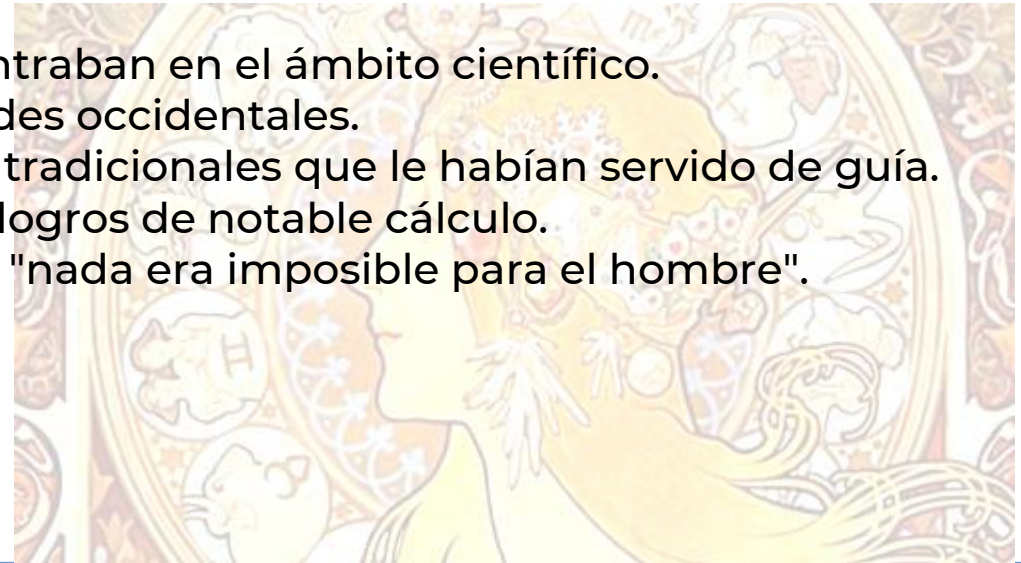 ntraban en el ámbito científico.
des occidentales.
tradicionales que le habían servido de guía.
logros de notable cálculo.
"nada era imposible para el hombre".